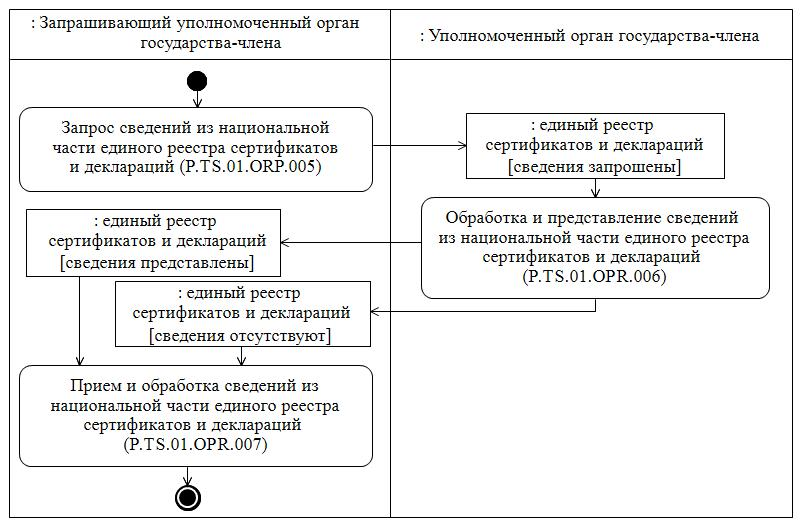 : Запрашивающий уполномоченный орган
государства-члена
: Уполномоченный орган государства-члена
Запрос сведений из национальной
части единого реестра сертификатов
и деклараций (P.TS.01.ORP.005)
: единый реестр
сертификатов и деклараций
[сведения запрошены]
Обработка и представление сведений
из национальной части единого реестра
сертификатов и деклараций
(P.TS.01.OPR.006)
: единый реестр
сертификатов и деклараций
[сведения представлены]
: единый реестр
сертификатов и деклараций
[сведения отсутствуют]
Прием и обработка сведений из
национальной части единого реестра
сертификатов и деклараций
(P.TS.01.OPR.007)